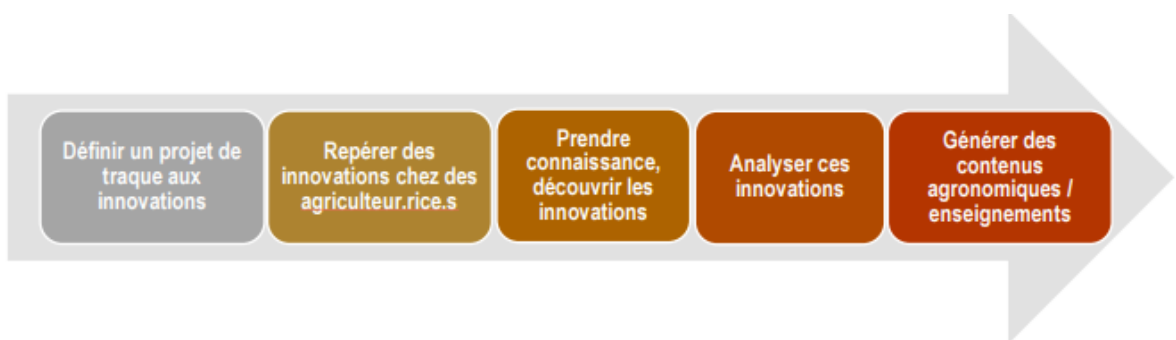 Définir un projet de
traque aux
innovations
Repérer des
innovations chez des
agriculteur.rice.s
Prendre
connaissance,
découvrir les
innovations
Analyser ces
innovations
Générer des
contenus
agronomiques /
enseignements